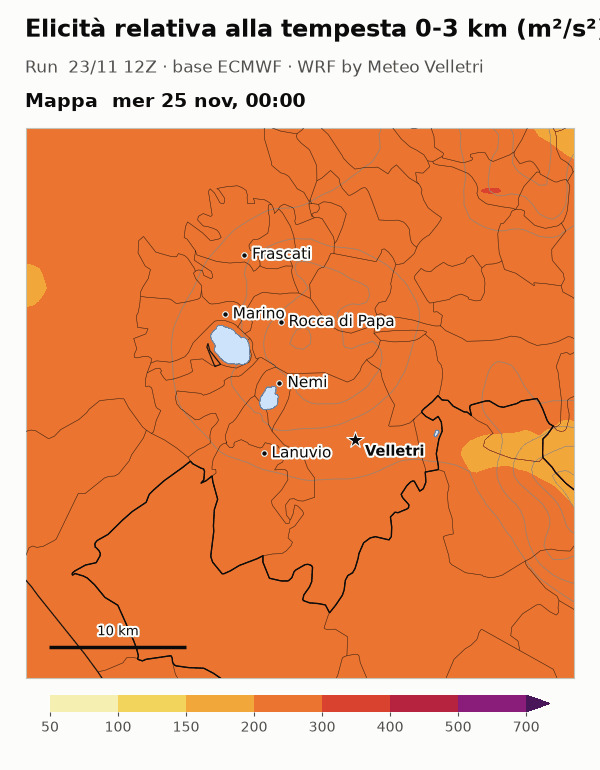 Elicità relativa alla tempesta 0-3 km (m²/s²)
Run  23/11 12Z · base ECMWF · WRF by Meteo Velletri
Mappa  mer 25 nov, 00:00
Frascati
Marino
Rocca di Papa
Nemi
Velletri
Lanuvio
10 km
50 100 150 200 300 400 500 700